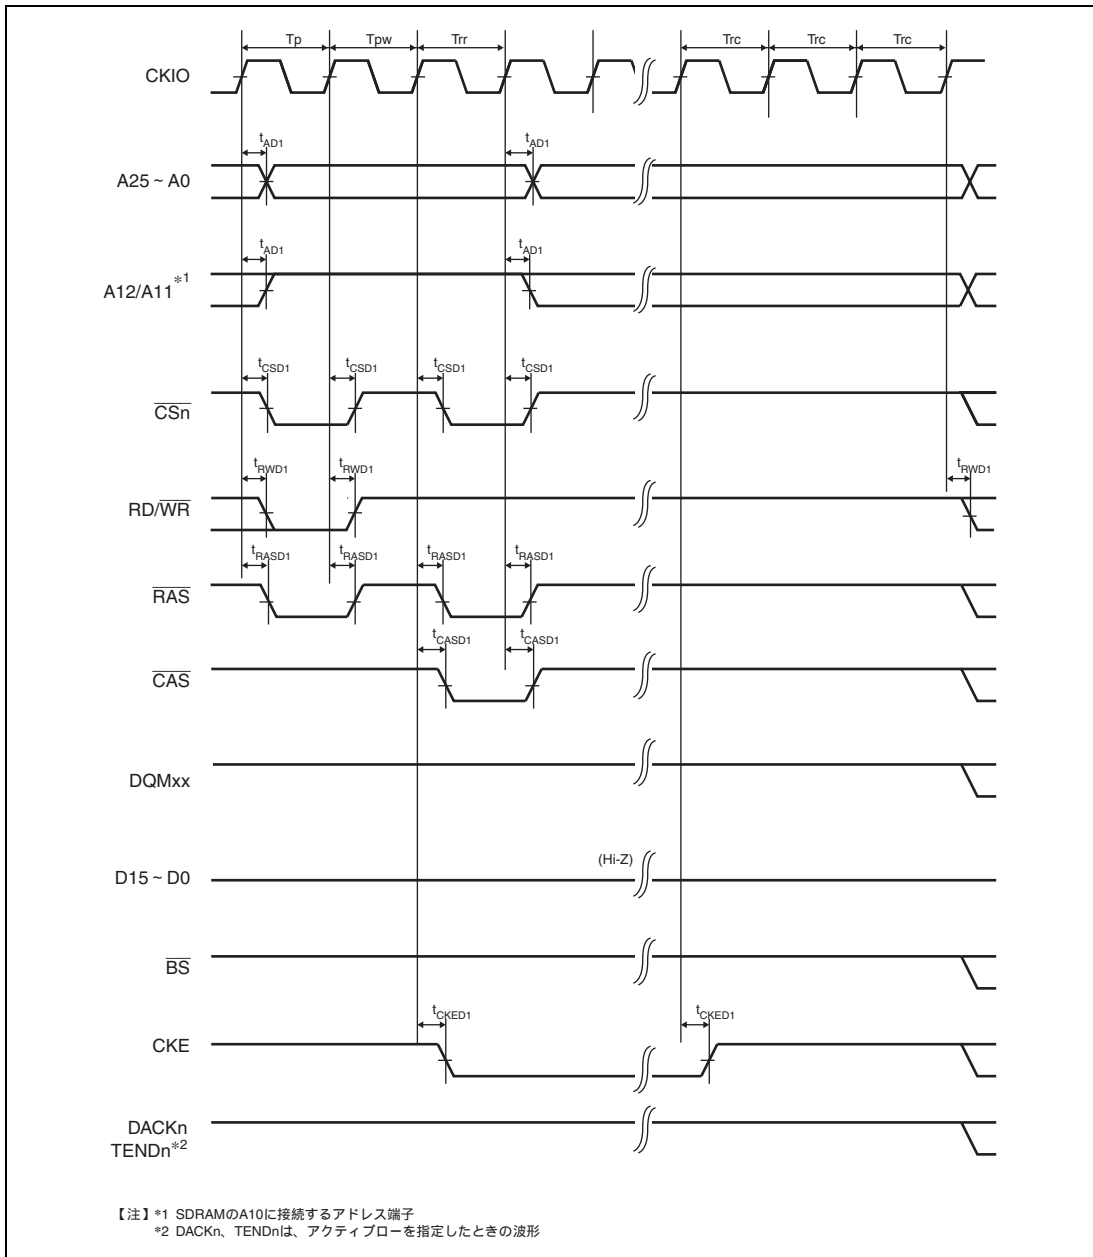 Tp Tpw Trr Trc Trc Trc
CKIO
tAD1 tAD1
A25 ~ A0
tAD1 tAD1
A12/A11*1
tCSD1 tCSD1 tCSD1 tCSD1
CSn
tRWD1 tRWD1 tRWD1
RD/WR
tRASD1 tRASD1 tRASD1 tRASD1
RAS
tCASD1 tCASD1
CAS
DQMxx
(Hi-Z)
D15 ~ D0
BS
tCKED1 tCKED1
CKE
DACKn
TENDn*2
【注】*1 SDRAMのA10に接続するアドレス端子
*2 DACKn、TENDnは、アクティブローを指定したときの波形